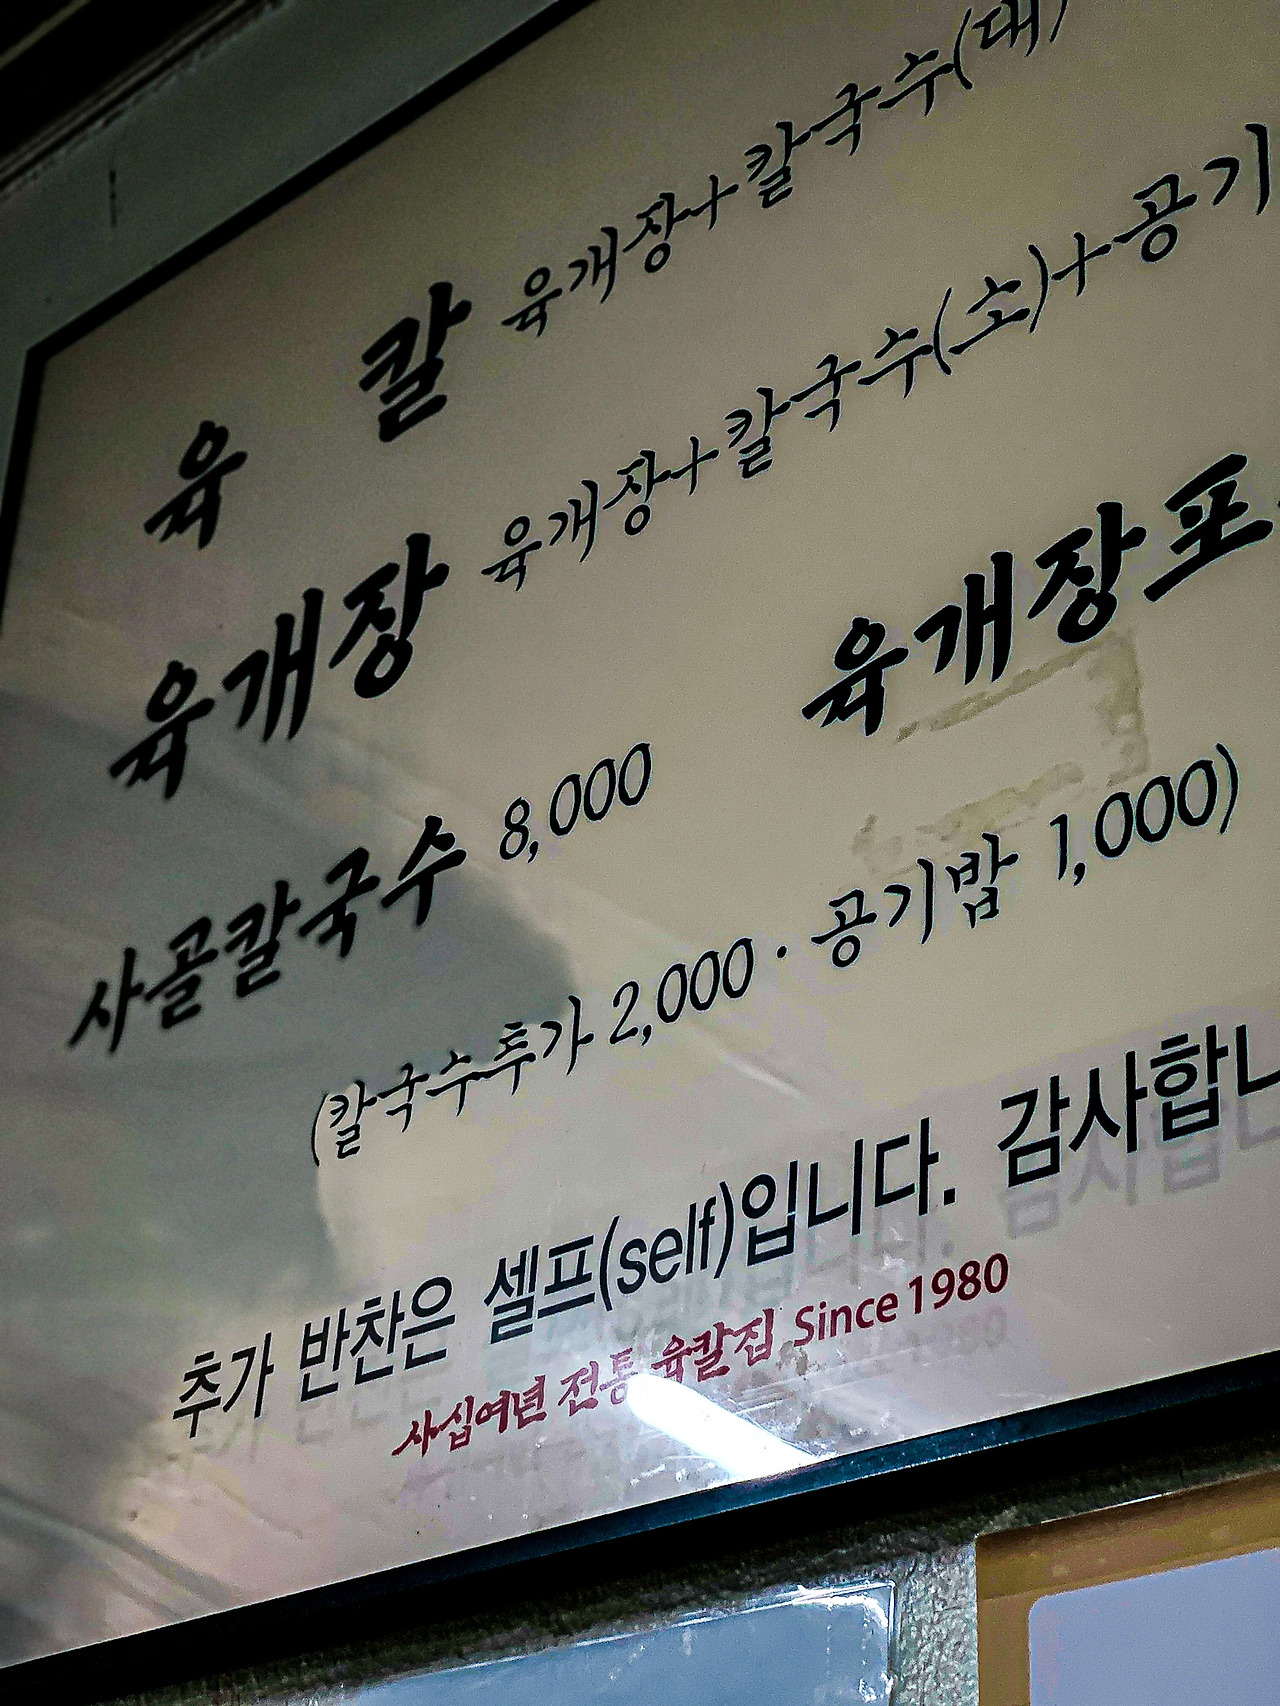 육 칼 육개장+칼국수(대)
육개장 육개장+칼국수(소)+공기
사골칼국수 8,000 육개장포
(칼국수추가 2,000 · 공기밥 1,000)
추가 반찬은 셀프(self)입니다. 감사합니
사십여년 전통 육칼집 Since 1980